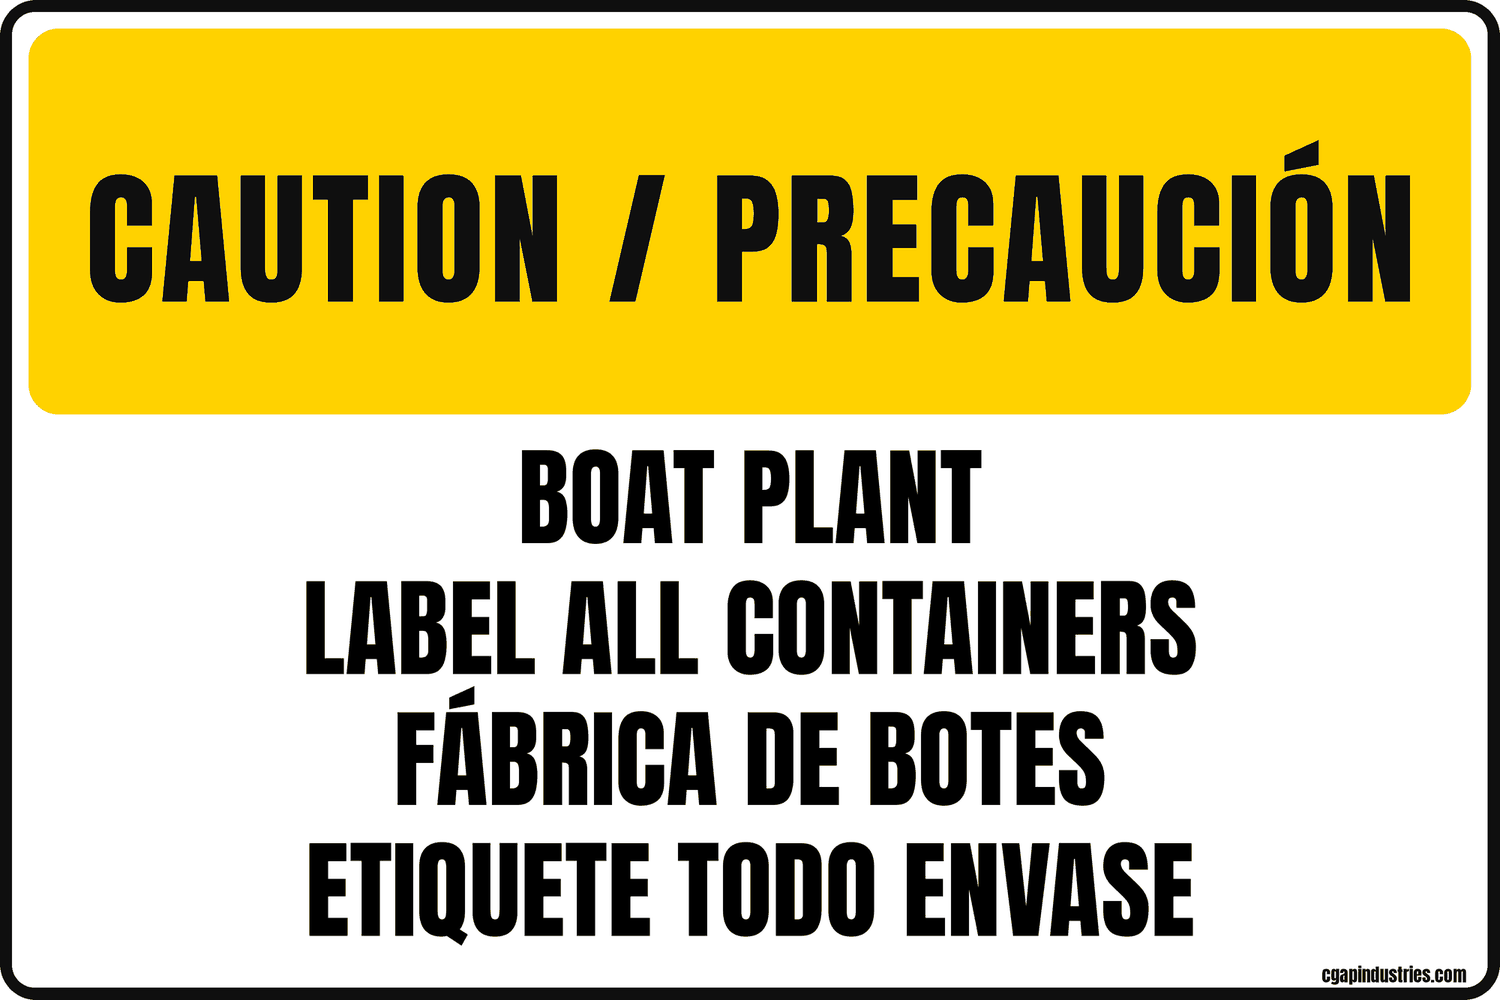 CAUTION / PRECAUCIÓN
BOAT PLANT
LABEL ALL CONTAINERS
FÁBRICA DE BOTES
ETIQUETE TODO ENVASE
cgapindustries.com